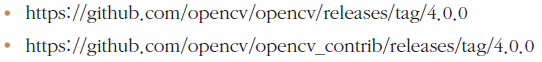 • https://github.com/opencv/opencv/releases/tag/4.0.0
• https://github.com/opencv/opencv_contrib/releases/tag/4.0.0